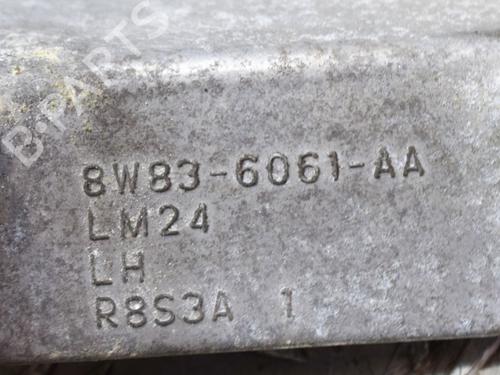 B-PARTS
8W83-6061-AA
LM24
LH
R8S3A 1